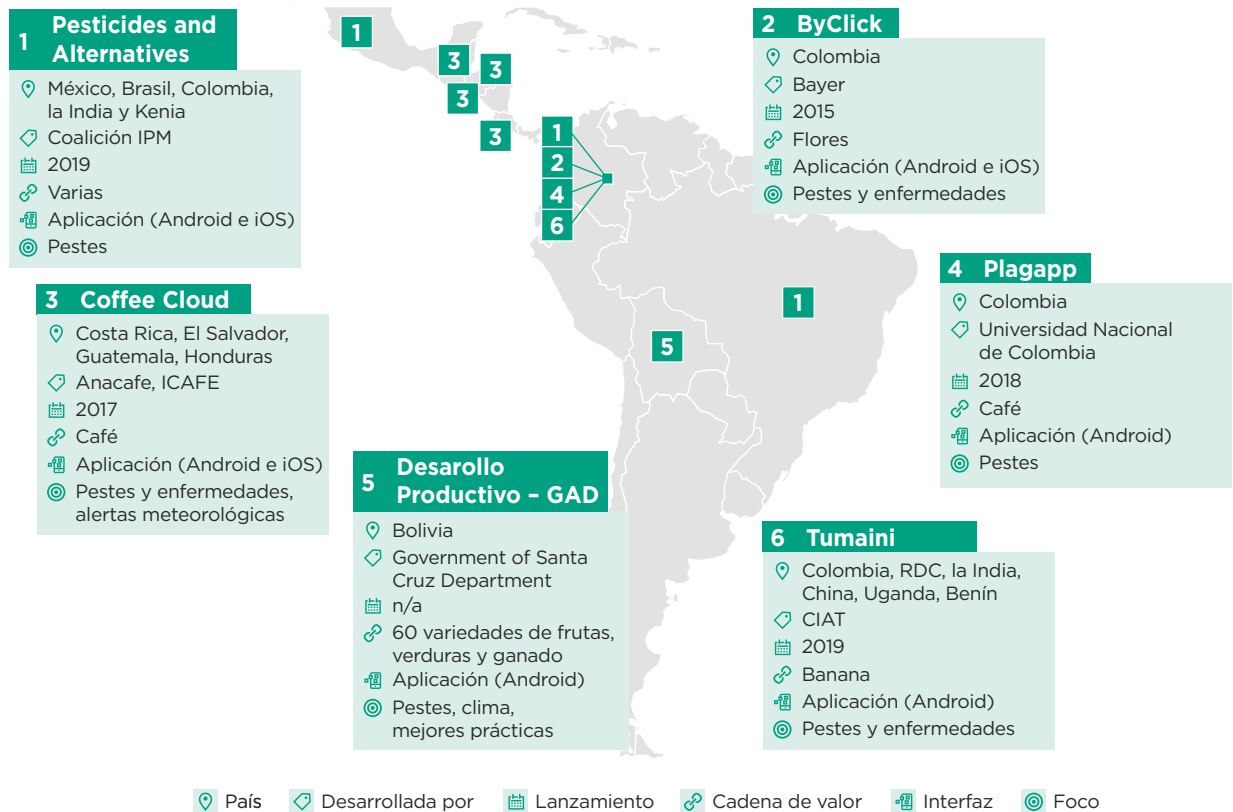 1 Pesticides and
Alternatives
México, Brasil, Colombia,
la India y Kenia
Coalición IPM
2019
Varias
Aplicación (Android e iOS)
Pestes
2 ByClick
Colombia
Bayer
2015
Flores
Aplicación (Android e iOS)
Pestes y enfermedades
1
3
3
3
3
1
2
4
6
1
5
3 Coffee Cloud
Costa Rica, El Salvador,
Guatemala, Honduras
Anacafe, ICAFE
2017
Café
Aplicación (Android e iOS)
Pestes y enfermedades,
alertas meteorológicas
4 Plagapp
Colombia
Universidad Nacional
de Colombia
2018
Café
Aplicación (Android)
Pestes
5 Desarollo
Productivo – GAD
Bolivia
Government of Santa
Cruz Department
n/a
60 variedades de frutas,
verduras y ganado
Aplicación (Android)
Pestes, clima,
mejores prácticas
6 Tumaini
Colombia, RDC, la India,
China, Uganda, Benín
CIAT
2019
Banana
Aplicación (Android)
Pestes y enfermedades
País Desarrollada por Lanzamiento Cadena de valor Interfaz Foco